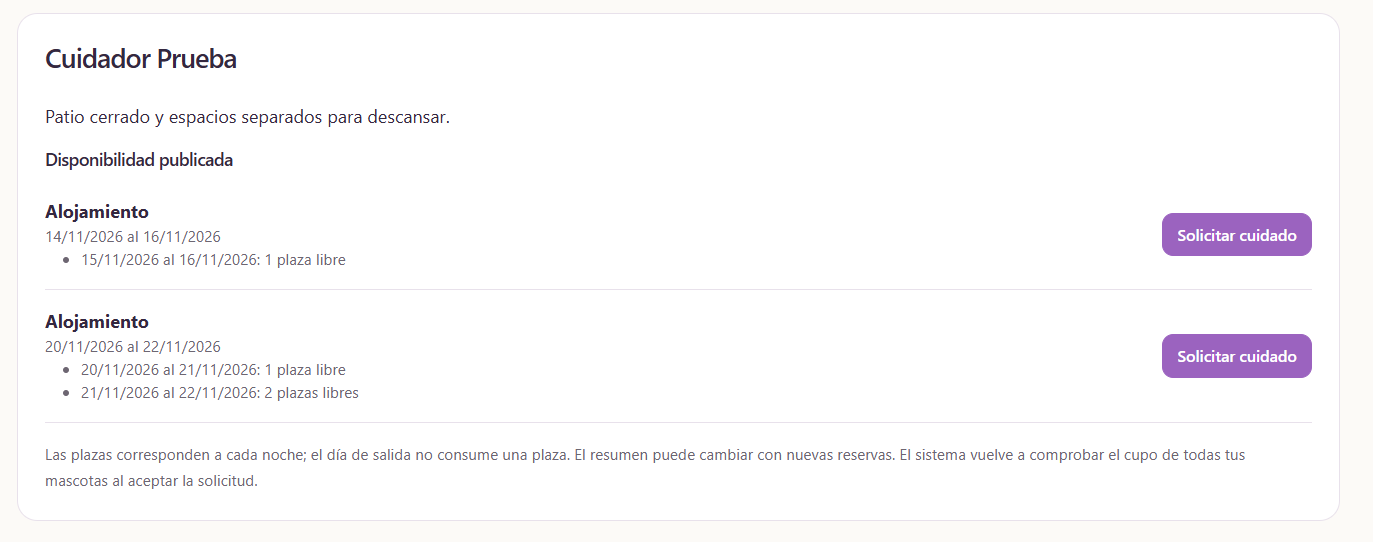 Cuidador Prueba
Patio cerrado y espacios separados para descansar.
Disponibilidad publicada
Alojamiento
14/11/2026 al 16/11/2026
15/11/2026 al 16/11/2026: 1 plaza libre
Solicitar cuidado
Alojamiento
20/11/2026 al 22/11/2026
20/11/2026 al 21/11/2026: 1 plaza libre
21/11/2026 al 22/11/2026: 2 plazas libres
Solicitar cuidado
Las plazas corresponden a cada noche; el día de salida no consume una plaza. El resumen puede cambiar con nuevas reservas. El sistema vuelve a comprobar el cupo de todas tus
mascotas al aceptar la solicitud.